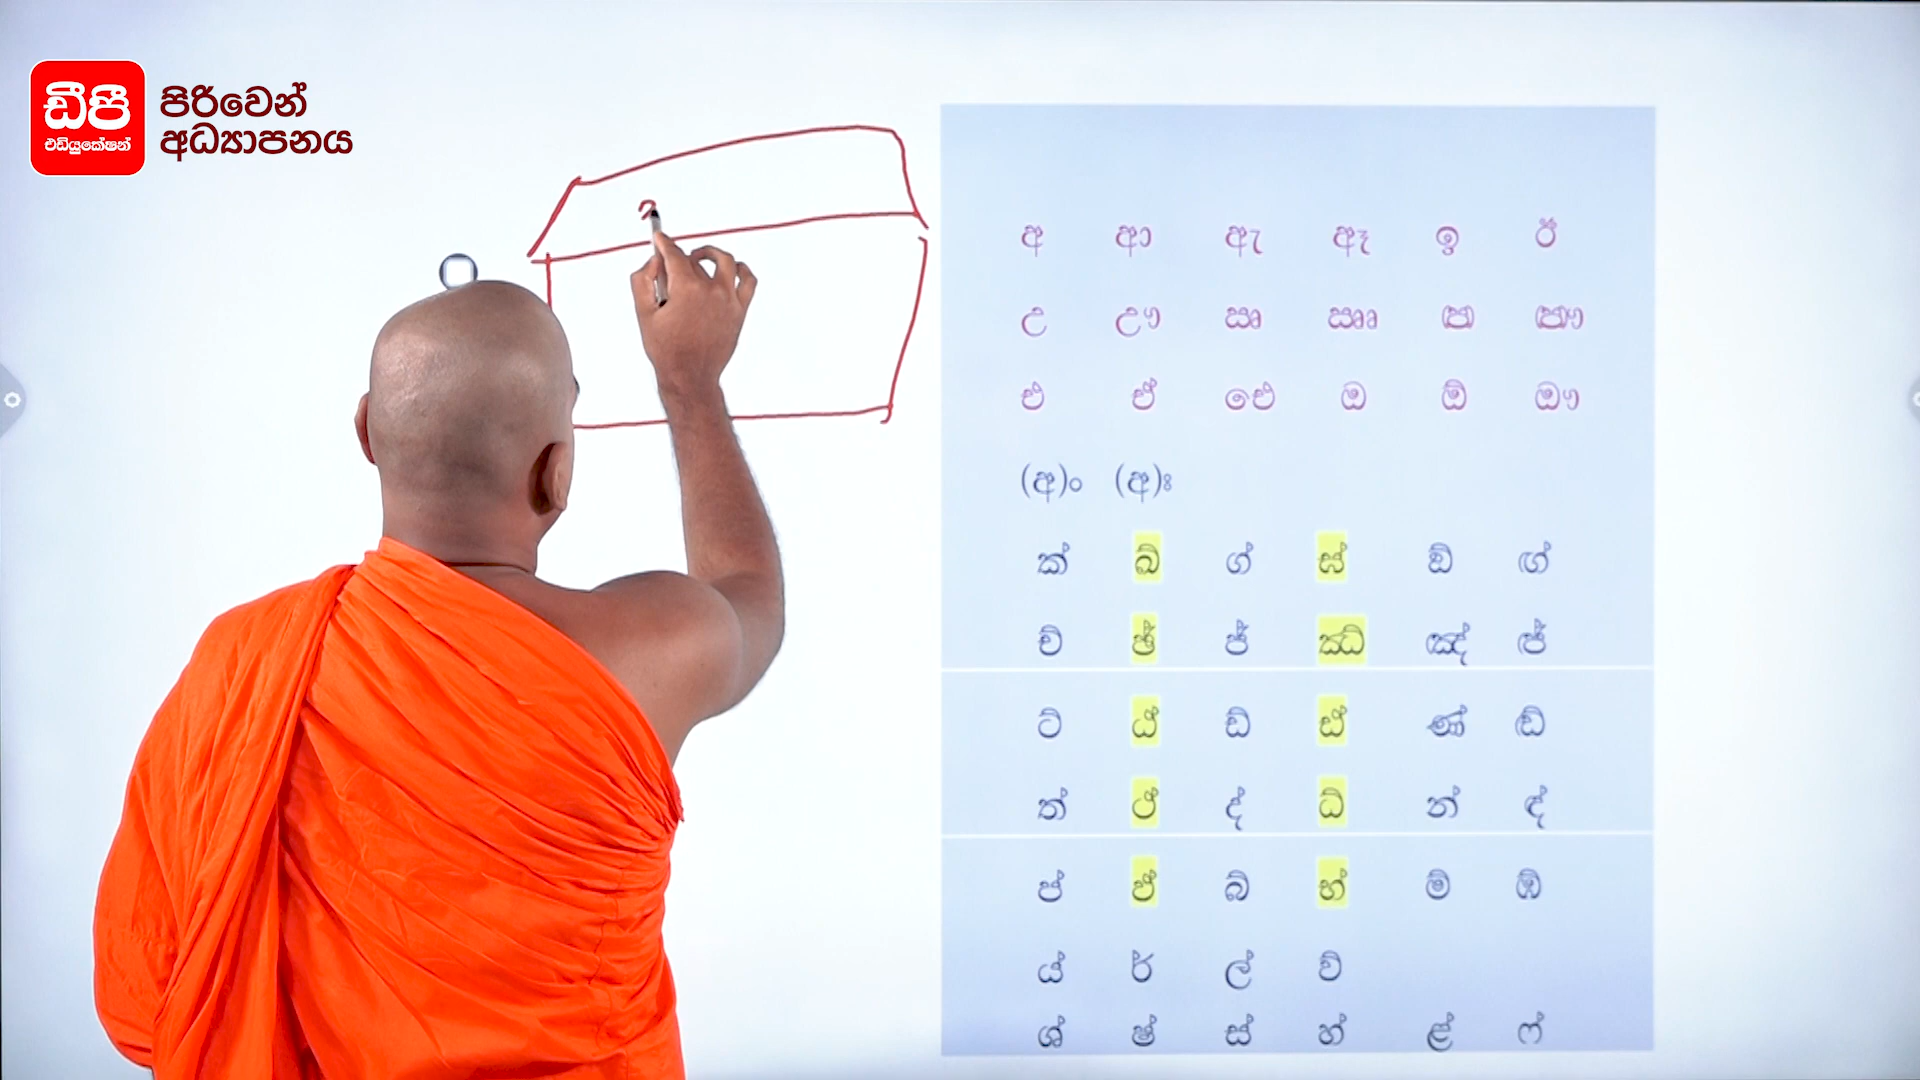 ඩීපී
එඩියුකේෂන්
පිරිවෙන්
අධ්‍යාපනය
අ ආ ඇ ඈ ඉ ඊ
උ ඌ ඍ ඎ ඏ ඐ
එ ඒ ඓ ඔ ඕ ඖ
(අ)ං (අ)ඃ
ක් ඛ් ග් ඝ් ඞ් ඟ්
ච් ඡ් ජ් ඣ් ඤ් ඦ්
ට් ඨ් ඩ් ඪ් ණ් ඬ්
ත් ථ් ද් ධ් න් ඳ්
ප් ඵ් බ් භ් ම් ඹ්
ය් ර් ල් ව්
ශ් ෂ් ස් හ් ළ් ෆ්